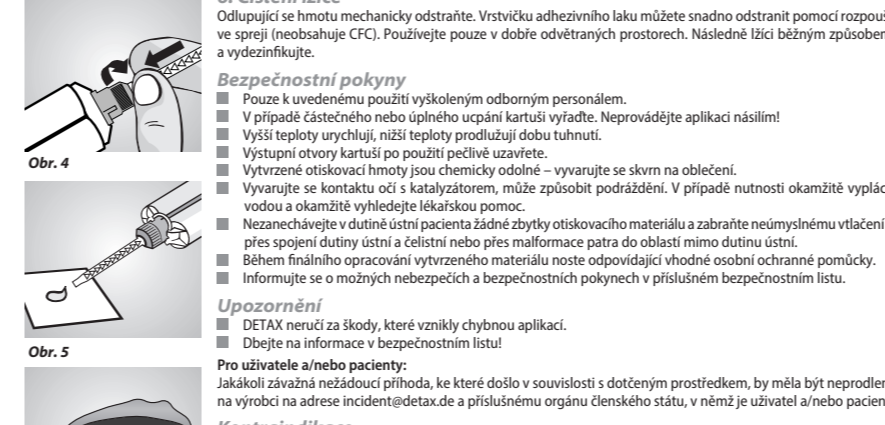 Odlupující se hmotu mechanicky odstraňte. Vrstvičku adhezivního laku můžete snadno odstranit pomocí
ve spreji (neobsahuje CFC). Používejte pouze v dobře odvětraných prostorech. Následně lžíci běžným
a vydezinfikujte.
Bezpečnostní pokyny
■ Pouze k uvedenému použití vyškoleným odborným personálem.
■ V případě částečného nebo úplného ucpání kartuši vyřaďte. Neprovádějte aplikaci násilím!
■ Vyšší teploty urychlují, nižší teploty prodlužují dobu tuhnutí.
■ Výstupní otvory kartuší po použití pečlivě uzavřete.
■ Vytvrzené otiskovací hmoty jsou chemicky odolné – vyvarujte se skvrn na oblečení.
■ Vyvarujte se kontaktu očí s katalyzátorem, může způsobit podráždění. V případě nutnosti okamžitě
vodou a okamžitě vyhledejte lékařskou pomoc.
■ Nezanechávejte v dutině ústní pacienta žádné zbytky otiskovacího materiálu a zabraňte neúmyslnému vtlačení
přes spojení dutiny ústní a čelistní nebo přes malformace patra do oblastí mimo dutinu ústní.
■ Během finálního opracování vytvrzeného materiálu noste odpovídající vhodné osobní ochranné pomůcky.
■ Informujte se o možných nebezpečích a bezpečnostních pokynech v příslušném bezpečnostním listu.
Upozornění
■ DETAX neručí za škody, které vznikly chybnou aplikací.
■ Dbejte na informace v bezpečnostním listu!
Pro uživatele a/nebo pacienty:
Jakákoli závažná nežádoucí příhoda, ke které došlo v souvislosti s dotčeným prostředkem, by měla být
na výrobci na adrese incident@detax.de a příslušnému orgánu členského státu, v němž je uživatel a/nebo
Obr. 4
Obr. 5